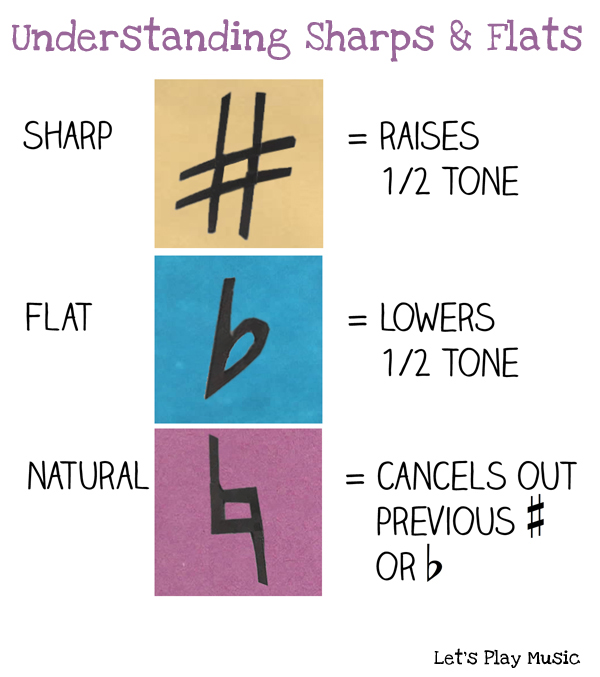 Understanding Sharps & Flats
SHARP ♯ = RAISES
1/2 TONE
FLAT ♭ = LOWERS
1/2 TONE
NATURAL ♮ = CANCELS OUT
PREVIOUS ♯
OR ♭
Let's Play Music